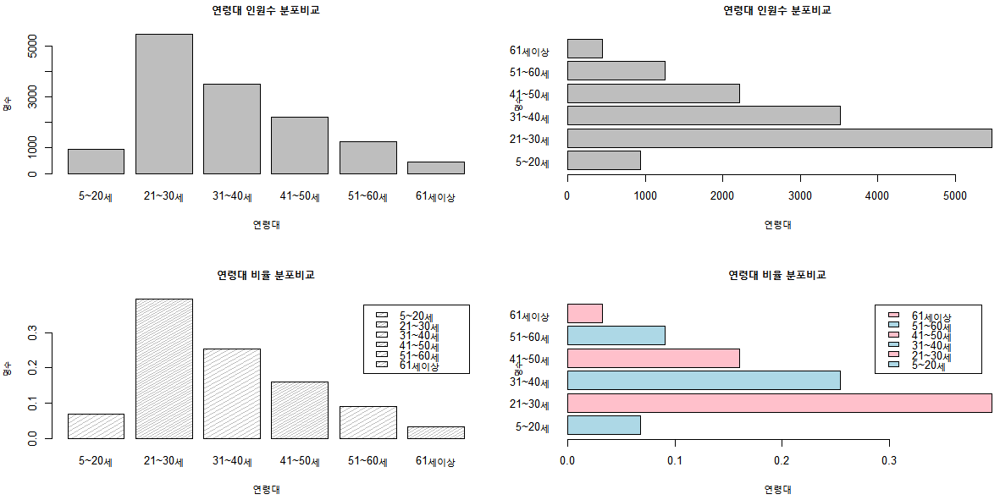 연령대 인원수 분포비교
명수
5000
3000
1000
0
5~20세 21~30세 31~40세 41~50세 51~60세 61세이상
연령대
연령대 인원수 분포비교
명수
61세이상
51~60세
41~50세
31~40세
21~30세
5~20세
0 1000 2000 3000 4000 5000
연령대
연령대 비율 분포비교
명수
0.3
0.2
0.1
0.0
5~20세
21~30세
31~40세
41~50세
51~60세
61세이상
5~20세 21~30세 31~40세 41~50세 51~60세 61세이상
연령대
연령대 비율 분포비교
명수
61세이상
51~60세
41~50세
31~40세
21~30세
5~20세
61세이상
51~60세
41~50세
31~40세
21~30세
5~20세
0.0 0.1 0.2 0.3
연령대